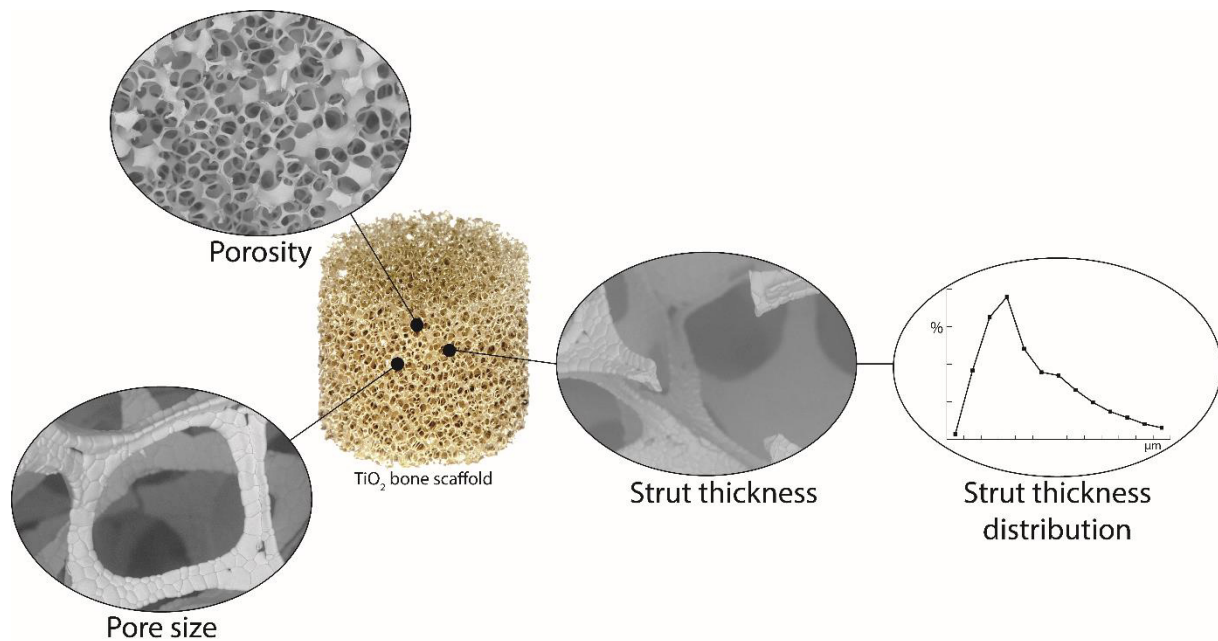 Porosity
TiO₂ bone scaffold
Pore size
Strut thickness
%
µm
Strut thickness
distribution